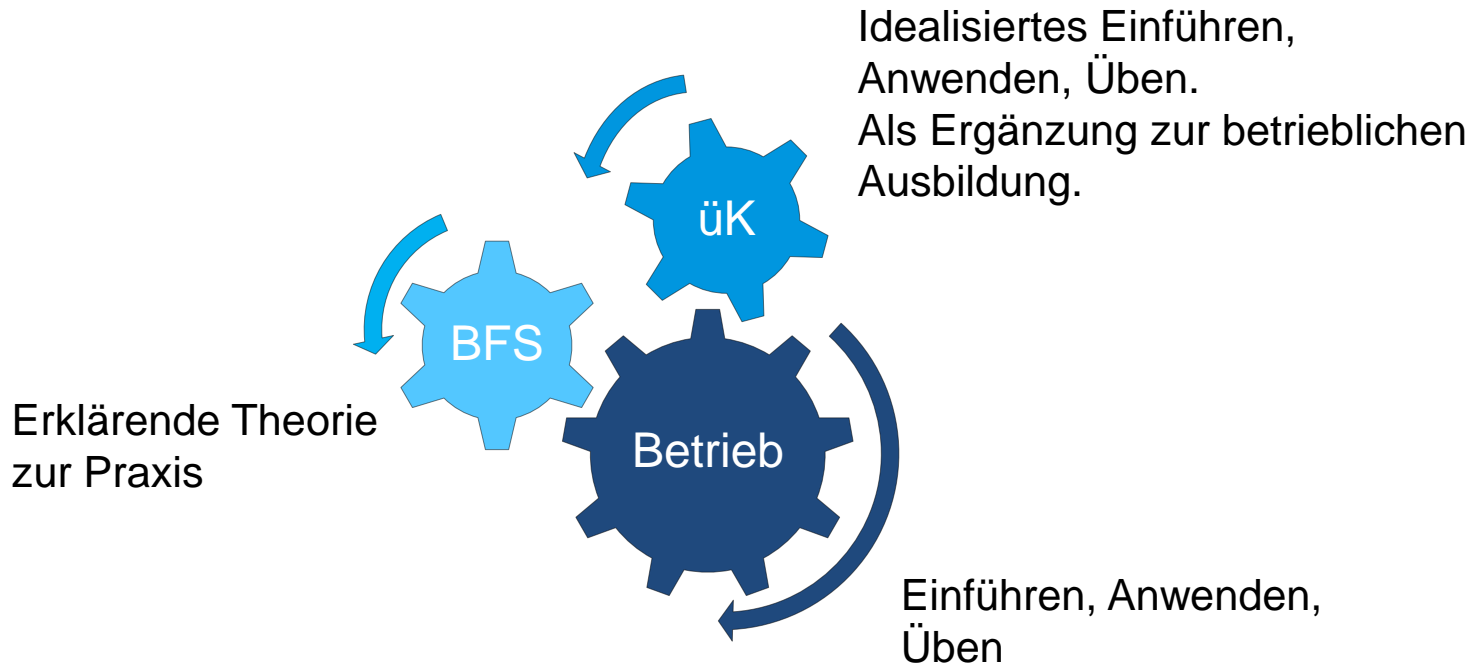 Idealisiertes Einführen,
Anwenden, Üben.
Als Ergänzung zur betrieblichen
Ausbildung.
üK
BFS
Erklärende Theorie
zur Praxis
Betrieb
Einführen, Anwenden,
Üben